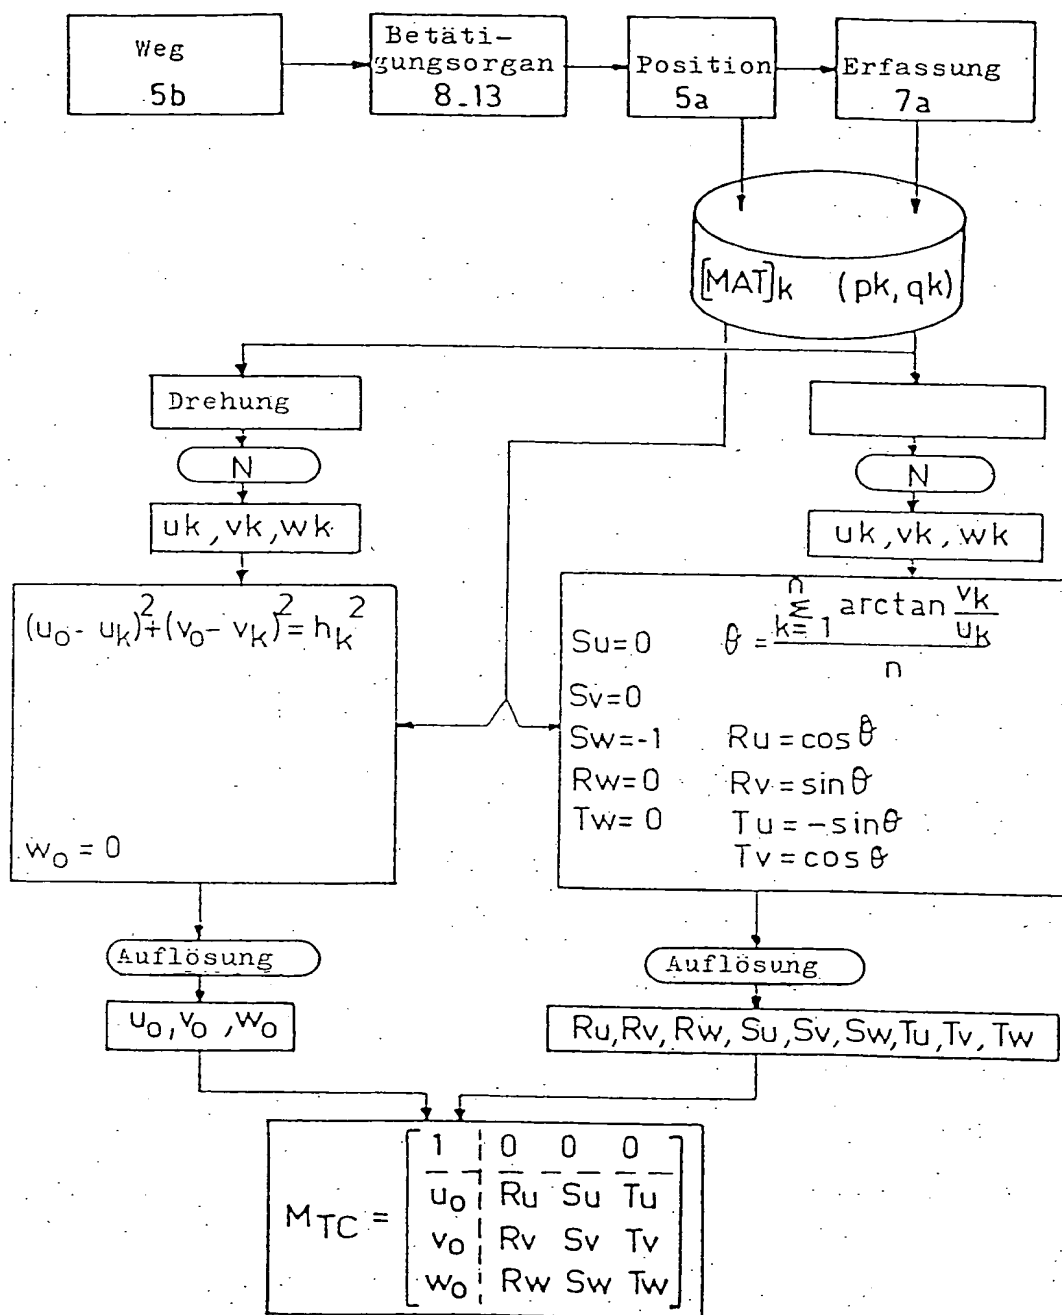 Weg
5b
Betäti-
gungsorgan
8-13
Position
5a
Erfassung
7a
[MAT]k (pk, qk)
Drehung
N
uk, vk, wk
N
uk, vk, wk
(u₀ - uₖ)² + (v₀ - vₖ)² = hₖ²
w₀ = 0
Su=0
Sv=0
Sw=-1
Rw=0
Tw=0
θ = n Σ k=1 arctan vk/uk
n
Ru = cos θ
Rv = sin θ
Tu = -sin θ
Tv = cos θ
Auflösung
Auflösung
u₀, v₀, w₀
Ru, Rv, Rw, Su, Sv, Sw, Tu, Tv, Tw
M TC =
1 0 0 0
u₀ Ru Su Tu
v₀ Rv Sv Tv
w₀ Rw Sw Tw